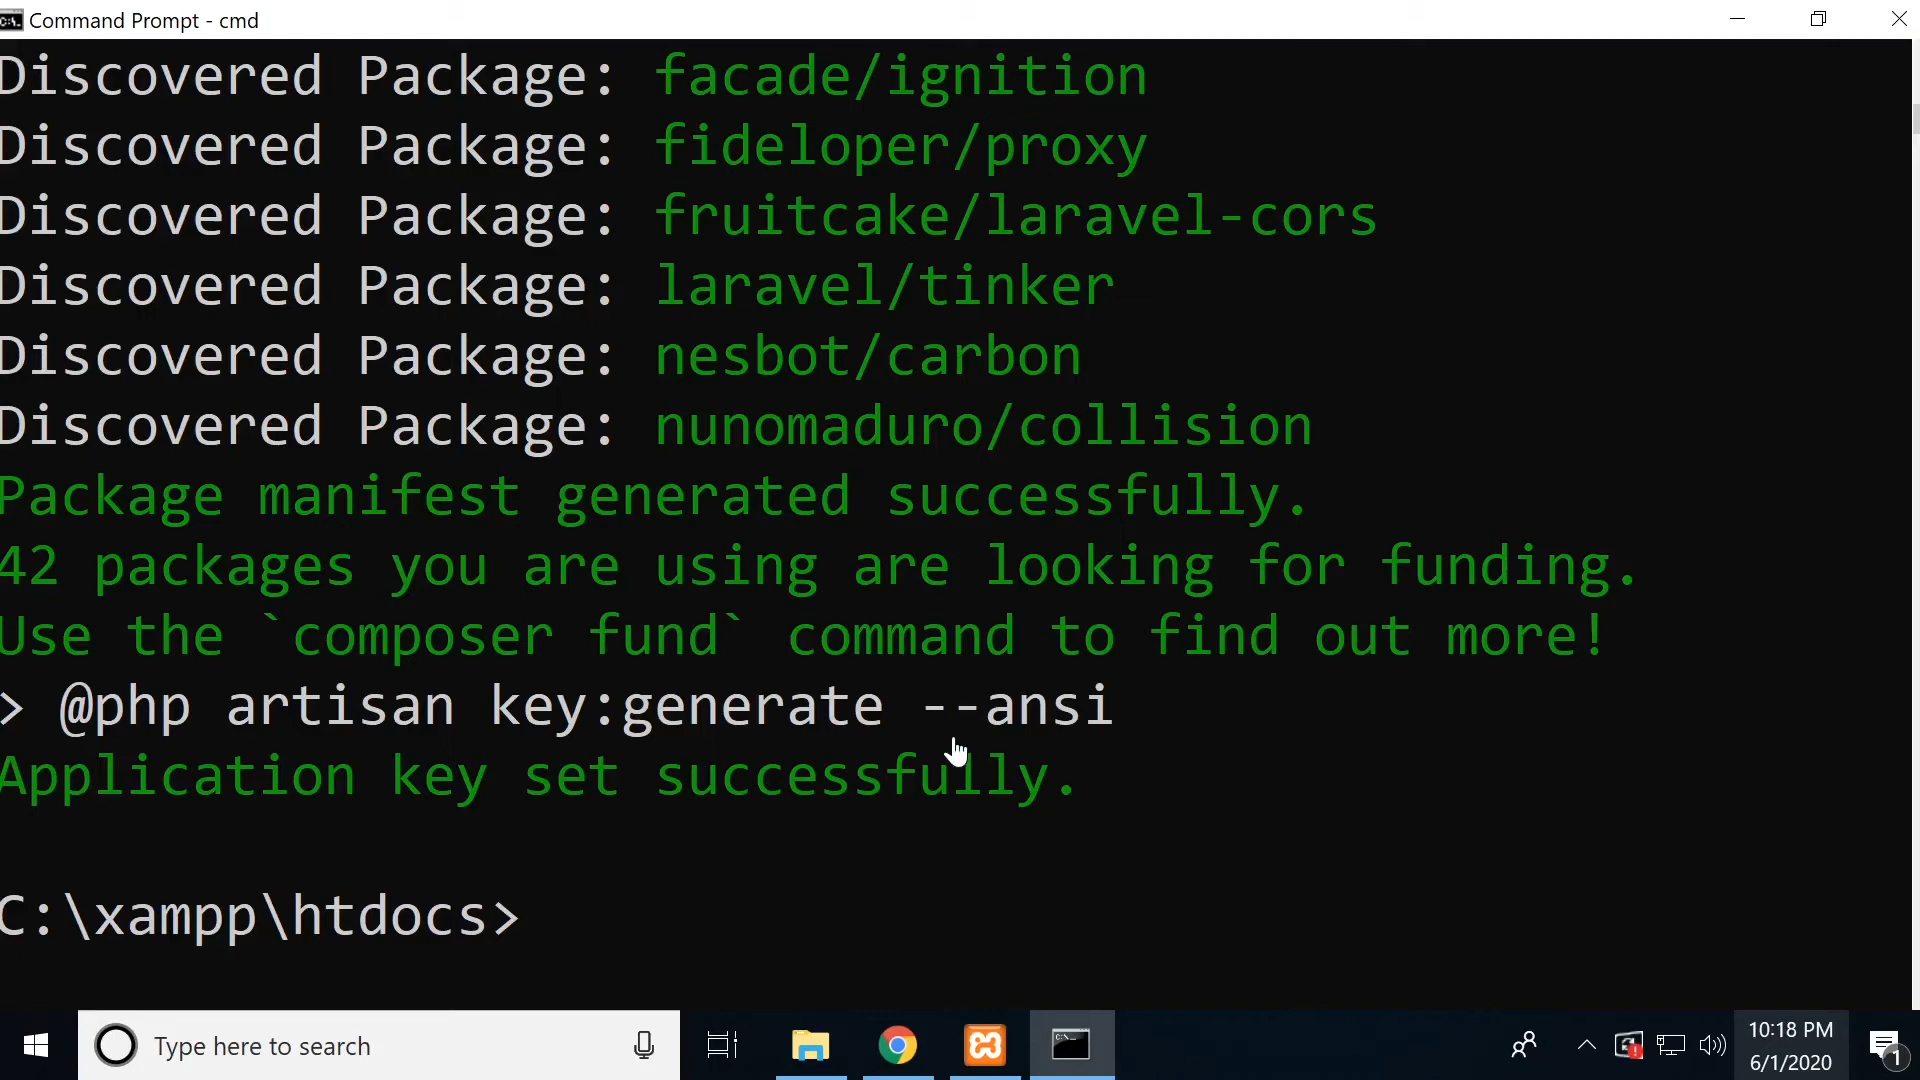 Command Prompt - cmd
Discovered Package: facade/ignition
Discovered Package: fideloper/proxy
Discovered Package: fruitcake/laravel-cors
Discovered Package: laravel/tinker
Discovered Package: nesbot/carbon
Discovered Package: nunomaduro/collision
Package manifest generated successfully.
42 packages you are using are looking for funding.
Use the `composer fund` command to find out more!
> @php artisan key:generate --ansi
Application key set successfully.
C:\xampp\htdocs>
Type here to search
10:18 PM
6/1/2020
1